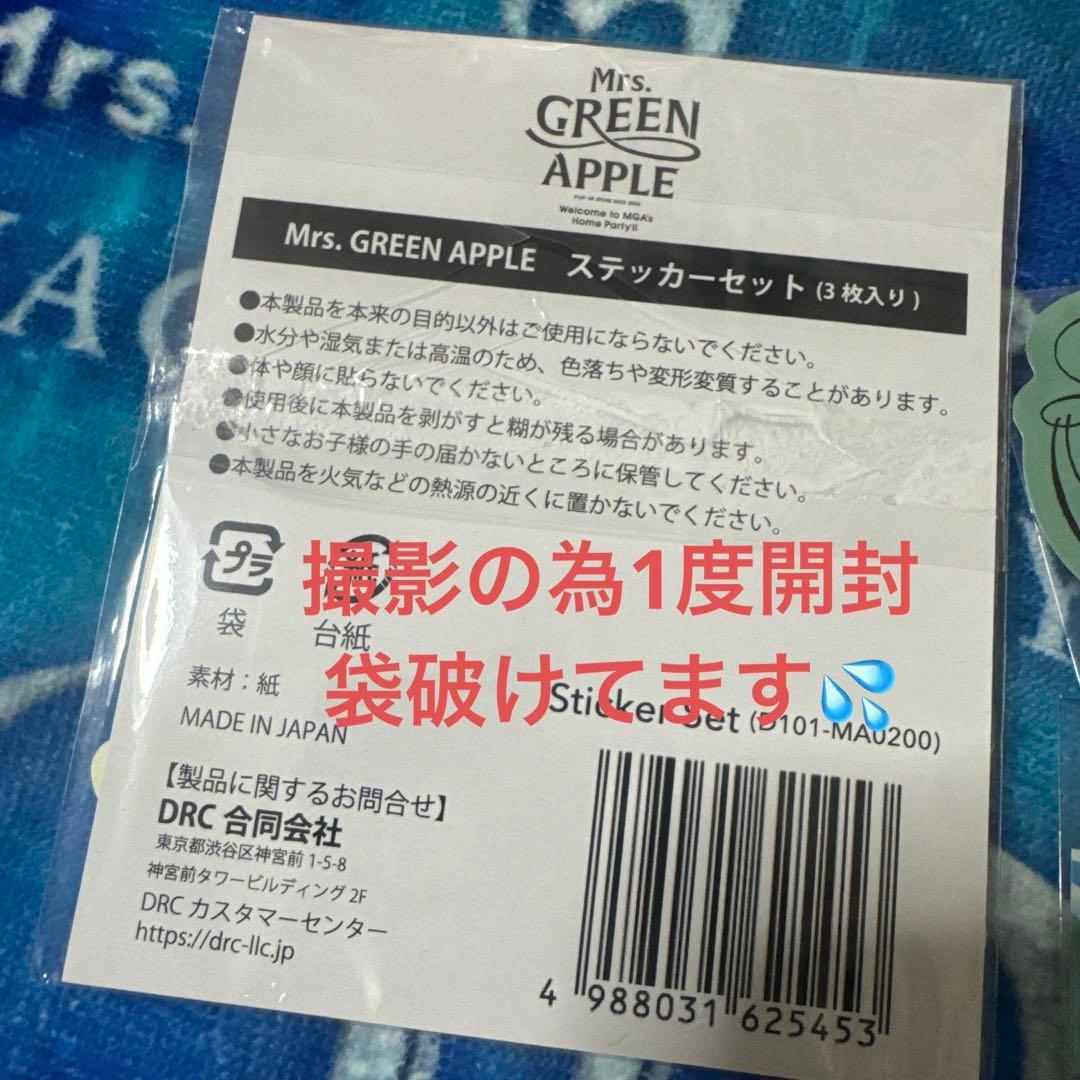 Mrs.
Mrs.
GREEN
APPLE
Welcome to MGA's
Home Party!!
Mrs. GREEN APPLE ステッカーセット (3枚入り)
●本製品を本来の目的以外はご使用にならないでください。
●水分や湿気または高温のため、色落ちや変形変質することがあります。
●体や顔に貼らないでください。
●使用後に本製品を剥がすと糊が残る場合があります。
●小さなお子様の手の届かないところに保管してください。
●本製品を火気などの熱源の近くに置かないでください。
プラ
袋
台紙
撮影の為1度開封
袋破けてます💦
素材：紙
MADE IN JAPAN
Sticker Set (D101-MA0200)
【製品に関するお問合せ】
DRC 合同会社
東京都渋谷区神宮前 1-5-8
神宮前タワービルディング 2F
DRC カスタマーセンター
https://drc-llc.jp
4 988031 625453